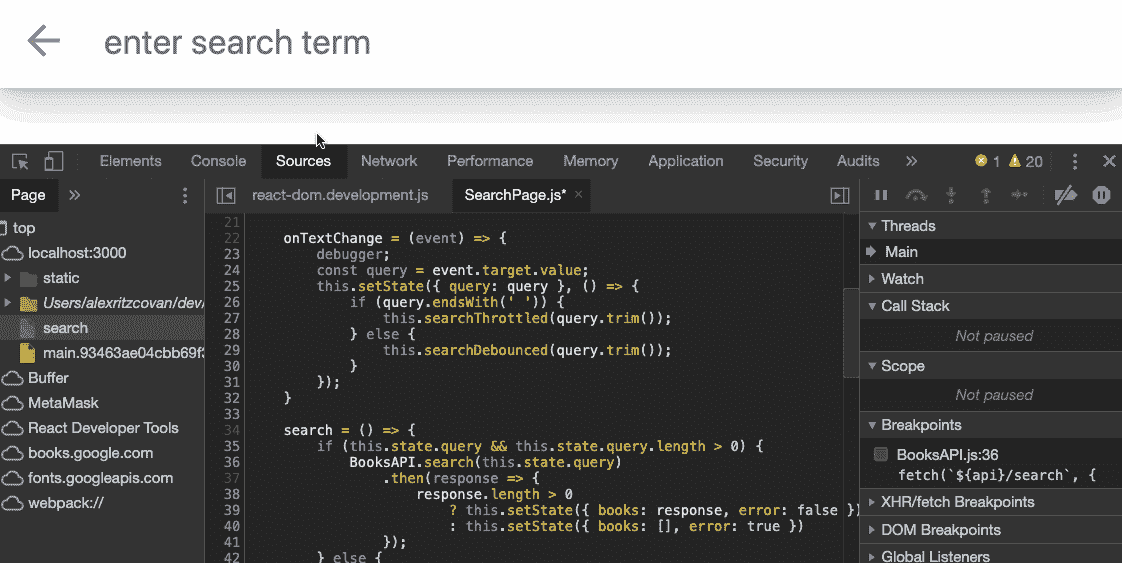 enter search term
Elements Console Sources Network Performance Memory Application Security Audits » 1 20
Page »
top
localhost:3000
static
Users/alexritzcovan/dev/
search
main.93463ae04cbb69f
Buffer
MetaMask
React Developer Tools
books.google.com
fonts.googleapis.com
webpack://
react-dom.development.js SearchPage.js* ×
21
22 onTextChange = (event) => {
23 debugger;
24 const query = event.target.value;
25 this.setState({ query: query }, () => {
26 if (query.endsWith(' ')) {
27 this.searchThrottled(query.trim());
28 } else {
29 this.searchDebounced(query.trim());
30 }
31 });
32 }
33
34 search = () => {
35 if (this.state.query && this.state.query.length > 0) {
36 BooksAPI.search(this.state.query)
37 .then(response => {
38 response.length > 0
39 ? this.setState({ books: response, error: false })
40 : this.setState({ books: [], error: true })
41 });
42 } else {
Threads
Main
Watch
Call Stack
Not paused
Scope
Not paused
Breakpoints
BooksAPI.js:36
fetch(`${api}/search`, {
XHR/fetch Breakpoints
DOM Breakpoints
Global Listeners